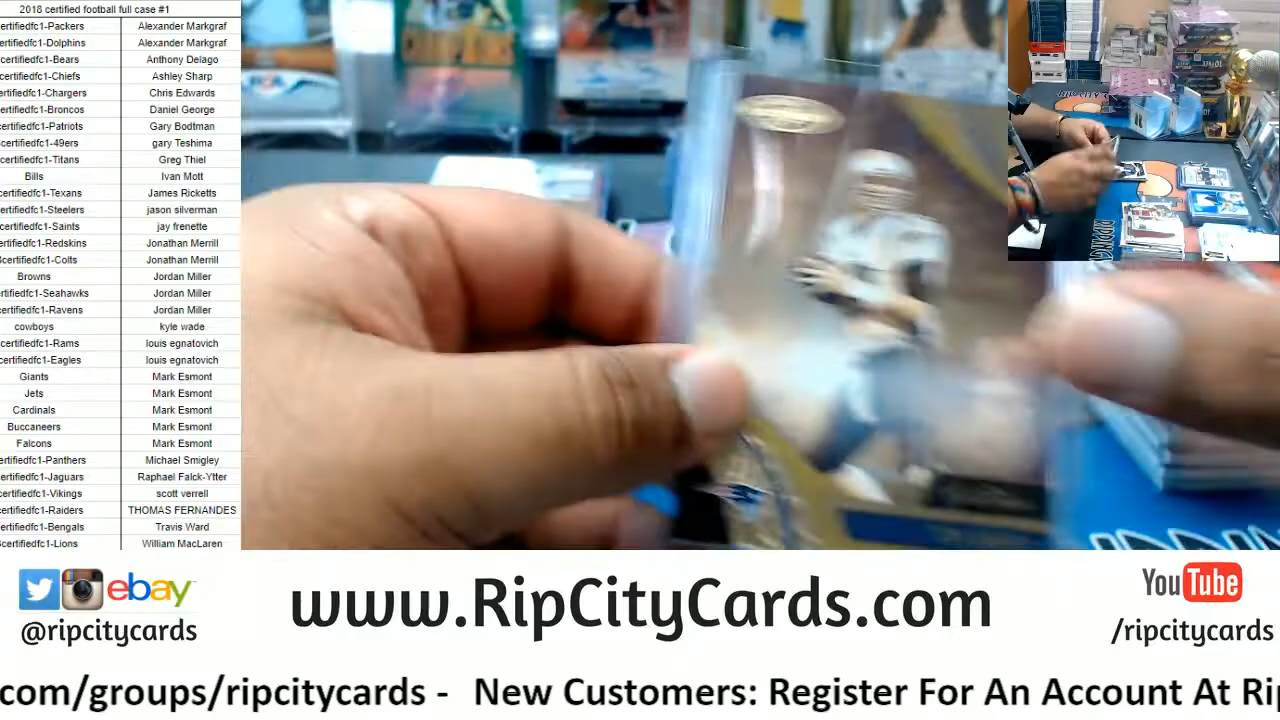 2018 certified football full case #1
ertifiedfc1-Packers Alexander Markgraf
ertifiedfc1-Dolphins Alexander Markgraf
certifiedfc1-Bears Anthony Delago
certifiedfc1-Chiefs Ashley Sharp
ertifiedfc1-Chargers Chris Edwards
ertifiedfc1-Broncos Daniel George
ertifiedfc1-Patriots Gary Bodtman
certifiedfc1-49ers gary Teshima
certifiedfc1-Titans Greg Thiel
Bills Ivan Mott
certifiedfc1-Texans James Ricketts
ertifiedfc1-Steelers jason silverman
certifiedfc1-Saints jay frenette
ertifiedfc1-Redskins Jonathan Merrill
certifiedfc1-Colts Jonathan Merrill
Browns Jordan Miller
ertifiedfc1-Seahawks Jordan Miller
certifiedfc1-Ravens Jordan Miller
cowboys kyle wade
certifiedfc1-Rams louis egnatovich
certifiedfc1-Eagles louis egnatovich
Giants Mark Esmont
Jets Mark Esmont
Cardinals Mark Esmont
Buccaneers Mark Esmont
Falcons Mark Esmont
ertifiedfc1-Panthers Michael Smigley
ertifiedfc1-Jaguars Raphael Falck-Ytter
certifiedfc1-Vikings scott verrell
ertifiedfc1-Raiders THOMAS FERNANDES
ertifiedfc1-Bengals Travis Ward
certifiedfc1-Lions William MacLaren
ebay
@ripcitycards
www.RipCityCards.com
YouTube
/ripcitycards
com/groups/ripcitycards - New Customers: Register For An Account At Rip